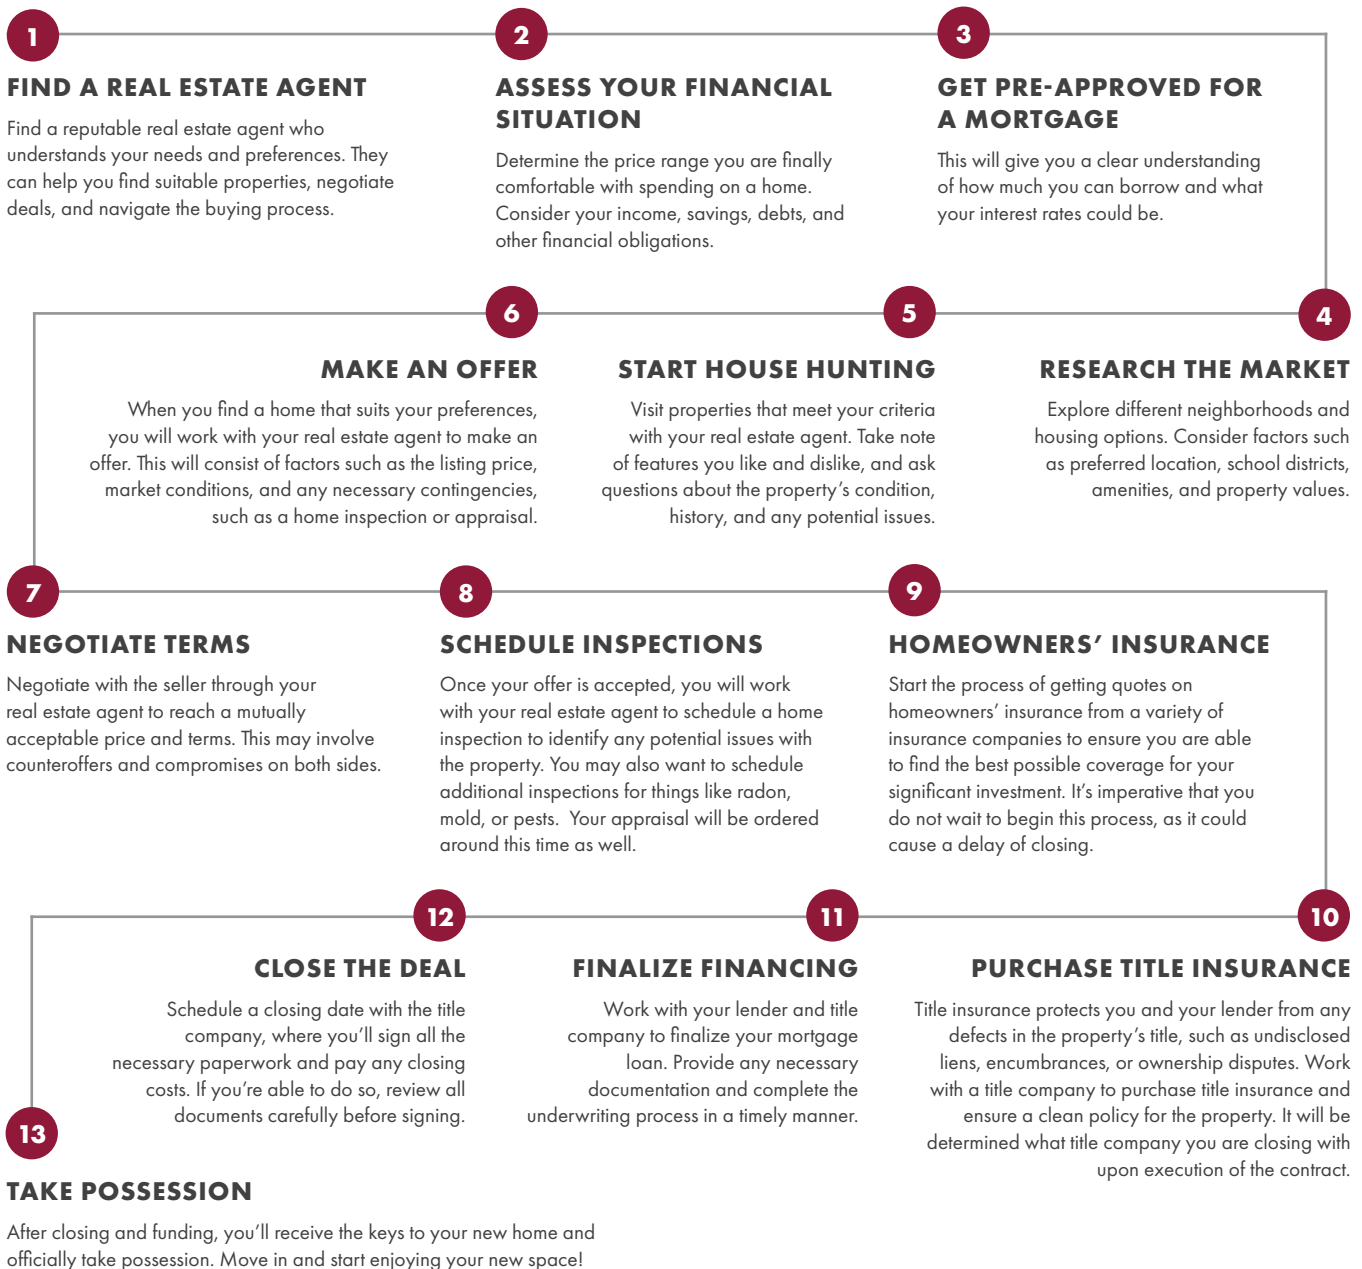 1
FIND A REAL ESTATE AGENT
Find a reputable real estate agent who
understands your needs and preferences. They
can help you find suitable properties, negotiate
deals, and navigate the buying process.
2
ASSESS YOUR FINANCIAL
SITUATION
Determine the price range you are finally
comfortable with spending on a home.
Consider your income, savings, debts, and
other financial obligations.
3
GET PRE-APPROVED FOR
A MORTGAGE
This will give you a clear understanding
of how much you can borrow and what
your interest rates could be.
4
RESEARCH THE MARKET
Explore different neighborhoods and
housing options. Consider factors such
as preferred location, school districts,
amenities, and property values.
5
START HOUSE HUNTING
Visit properties that meet your criteria
with your real estate agent. Take note
of features you like and dislike, and ask
questions about the property's condition,
history, and any potential issues.
6
MAKE AN OFFER
When you find a home that suits your preferences,
you will work with your real estate agent to make an
offer. This will consist of factors such as the listing price,
market conditions, and any necessary contingencies,
such as a home inspection or appraisal.
7
NEGOTIATE TERMS
Negotiate with the seller through your
real estate agent to reach a mutually
acceptable price and terms. This may involve
counteroffers and compromises on both sides.
8
SCHEDULE INSPECTIONS
Once your offer is accepted, you will work
with your real estate agent to schedule a home
inspection to identify any potential issues with
the property. You may also want to schedule
additional inspections for things like radon,
mold, or pests.  Your appraisal will be ordered
around this time as well.
9
HOMEOWNERS' INSURANCE
Start the process of getting quotes on
homeowners' insurance from a variety of
insurance companies to ensure you are able
to find the best possible coverage for your
significant investment. It's imperative that you
do not wait to begin this process, as it could
cause a delay of closing.
10
PURCHASE TITLE INSURANCE
Title insurance protects you and your lender from any
defects in the property's title, such as undisclosed
liens, encumbrances, or ownership disputes. Work
with a title company to purchase title insurance and
ensure a clean policy for the property. It will be
determined what title company you are closing with
upon execution of the contract.
11
FINALIZE FINANCING
Work with your lender and title
company to finalize your mortgage
loan. Provide any necessary
documentation and complete the
underwriting process in a timely manner.
12
CLOSE THE DEAL
Schedule a closing date with the title
company, where you'll sign all the
necessary paperwork and pay any closing
costs. If you're able to do so, review all
documents carefully before signing.
13
TAKE POSSESSION
After closing and funding, you'll receive the keys to your new home and
officially take possession. Move in and start enjoying your new space!